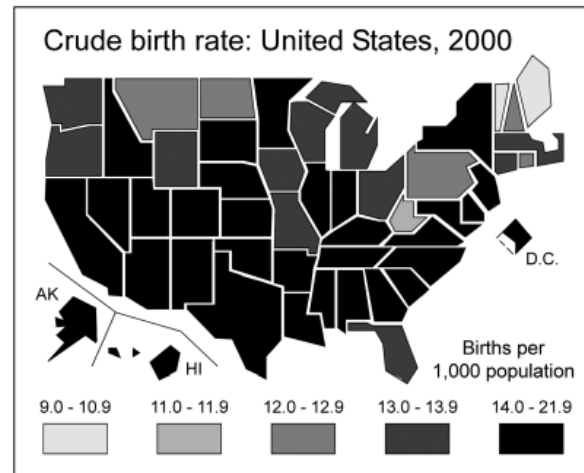 Crude birth rate: United States, 2000
D.C.
AK
HI
Births per
1,000 population
9.0 - 10.9 11.0 - 11.9 12.0 - 12.9 13.0 - 13.9 14.0 - 21.9